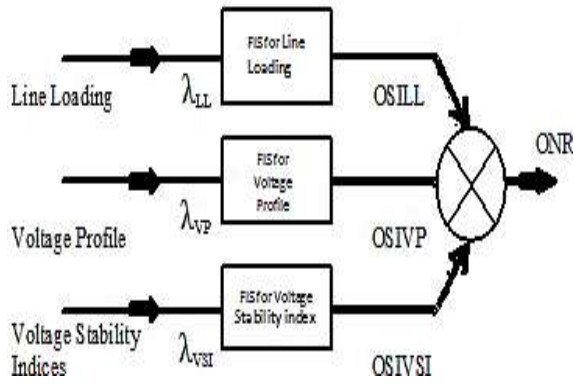 FIS for Line
Loading
Line Loading
λLL
OSILL
ONR
FIS for
Voltage
Profile
Voltage Profile
λVP
OSIVP
FIS for Voltage
Stability index
Voltage Stability
Indices
λVSI
OSIVSI